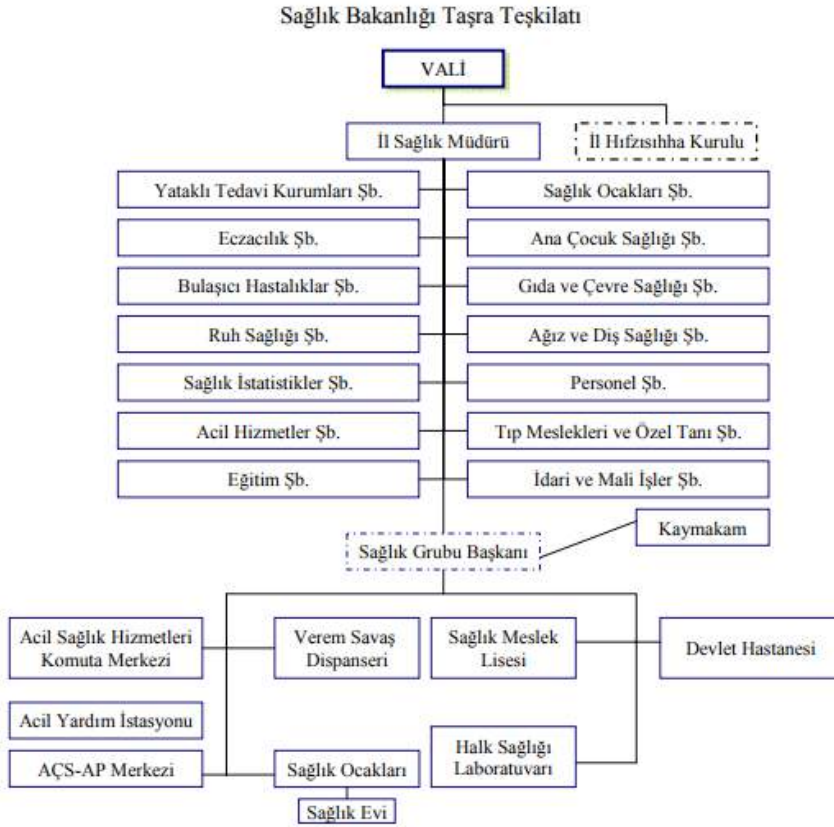 Sağlık Bakanlığı Taşra Teşkilatı
VALİ
İl Sağlık Müdürü
İl Hıfzısıhha Kurulu
Yataklı Tedavi Kurumları Şb.
Sağlık Ocakları Şb.
Eczacılık Şb.
Ana Çocuk Sağlığı Şb.
Bulaşıcı Hastalıklar Şb.
Gıda ve Çevre Sağlığı Şb.
Ruh Sağlığı Şb.
Ağız ve Diş Sağlığı Şb.
Sağlık İstatistikler Şb.
Personel Şb.
Acil Hizmetler Şb.
Tıp Meslekleri ve Özel Tanı Şb.
Eğitim Şb.
İdari ve Mali İşler Şb.
Kaymakam
Sağlık Grubu Başkanı
Acil Sağlık Hizmetleri
Komuta Merkezi
Verem Savaş
Dispanseri
Sağlık Meslek
Lisesi
Devlet Hastanesi
Acil Yardım İstasyonu
AÇS-AP Merkezi
Sağlık Ocakları
Halk Sağlığı
Laboratuvarı
Sağlık Evi